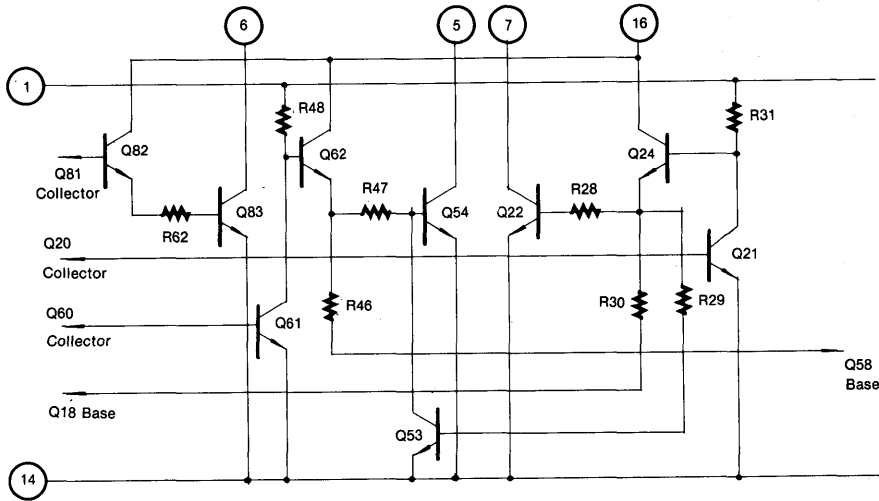 6
5
7
16
1
R48
R31
Q82
Q62
Q24
Q81
Collector
R47
R28
Q83
Q54
Q22
R62
Q20
Collector
Q21
Q60
Collector
Q61
R46
R30
R29
Q58
Base
Q18 Base
Q53
14